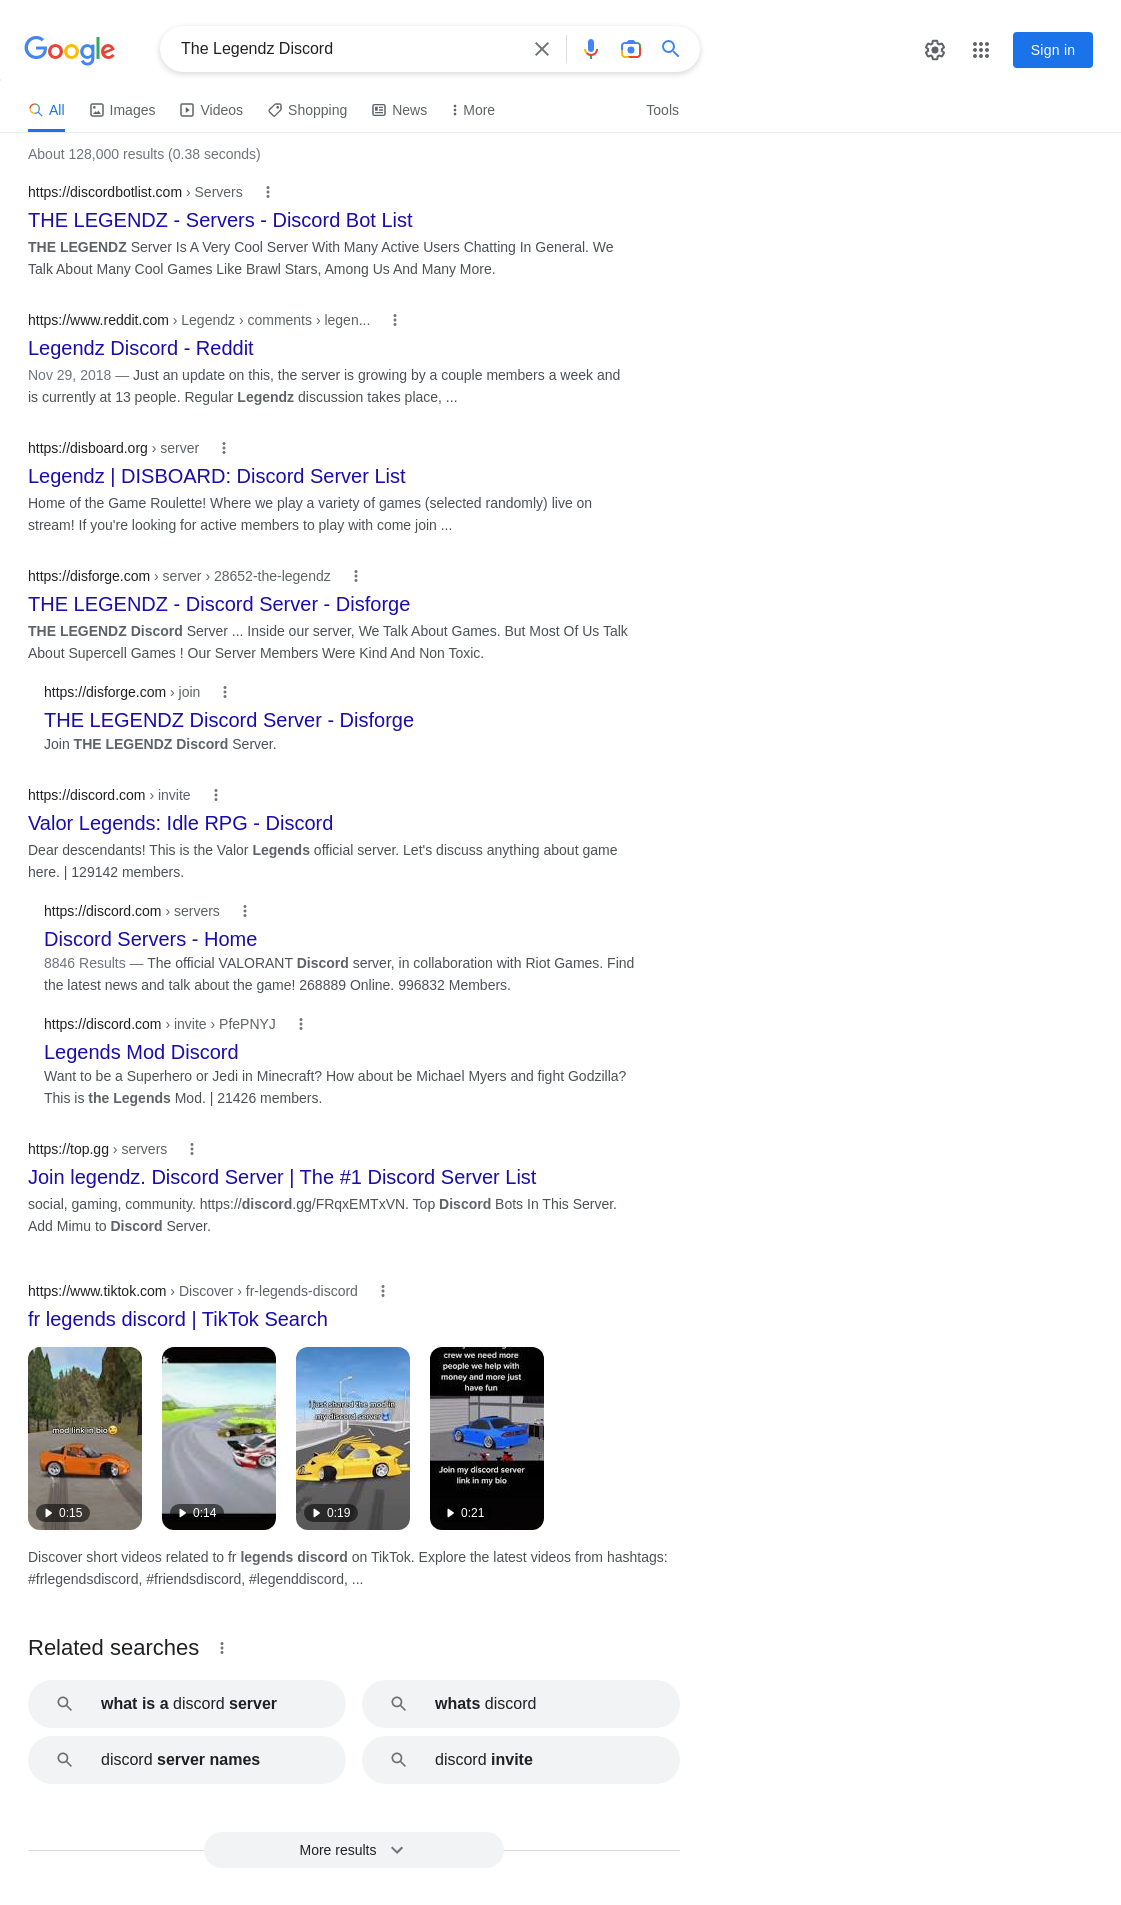 Google
The Legendz Discord
Sign in
All
Images
Videos
Shopping
News
More
Tools
About 128,000 results (0.38 seconds)
https://discordbotlist.com › Servers
THE LEGENDZ - Servers - Discord Bot List
THE LEGENDZ Server Is A Very Cool Server With Many Active Users Chatting In General. We
Talk About Many Cool Games Like Brawl Stars, Among Us And Many More.
https://www.reddit.com › Legendz › comments › legen...
Legendz Discord - Reddit
Nov 29, 2018 — Just an update on this, the server is growing by a couple members a week and
is currently at 13 people. Regular Legendz discussion takes place, ...
https://disboard.org › server
Legendz | DISBOARD: Discord Server List
Home of the Game Roulette! Where we play a variety of games (selected randomly) live on
stream! If you're looking for active members to play with come join ...
https://disforge.com › server › 28652-the-legendz
THE LEGENDZ - Discord Server - Disforge
THE LEGENDZ Discord Server ... Inside our server, We Talk About Games. But Most Of Us Talk
About Supercell Games ! Our Server Members Were Kind And Non Toxic.
https://disforge.com › join
THE LEGENDZ Discord Server - Disforge
Join THE LEGENDZ Discord Server.
https://discord.com › invite
Valor Legends: Idle RPG - Discord
Dear descendants! This is the Valor Legends official server. Let's discuss anything about game
here. | 129142 members.
https://discord.com › servers
Discord Servers - Home
8846 Results — The official VALORANT Discord server, in collaboration with Riot Games. Find
the latest news and talk about the game! 268889 Online. 996832 Members.
https://discord.com › invite › PfePNYJ
Legends Mod Discord
Want to be a Superhero or Jedi in Minecraft? How about be Michael Myers and fight Godzilla?
This is the Legends Mod. | 21426 members.
https://top.gg › servers
Join legendz. Discord Server | The #1 Discord Server List
social, gaming, community. https://discord.gg/FRqxEMTxVN. Top Discord Bots In This Server.
Add Mimu to Discord Server.
https://www.tiktok.com › Discover › fr-legends-discord
fr legends discord | TikTok Search
mod link in bio
0:15
0:14
i just shared the mod in
my discord server
0:19
crew we need more
people we help with
money and more just
have fun
Join my discord server
link in my bio
0:21
Discover short videos related to fr legends discord on TikTok. Explore the latest videos from hashtags:
#frlegendsdiscord, #friendsdiscord, #legenddiscord, ...
Related searches
what is a discord server
whats discord
discord server names
discord invite
More results